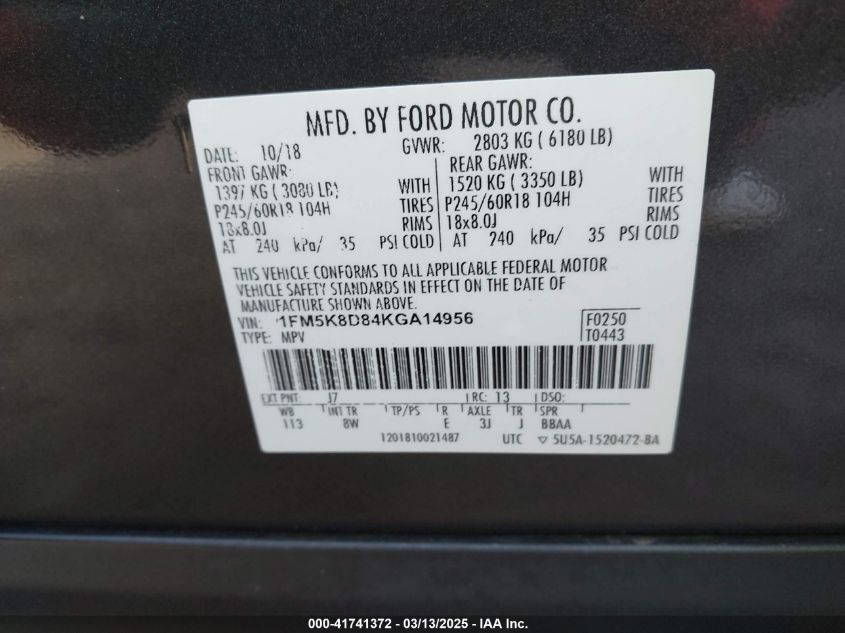 MFD. BY FORD MOTOR CO.
DATE: 10/18 GVWR: 2803 KG ( 6180 LB)
FRONT GAWR: REAR GAWR:
1397 KG ( 3080 LB) WITH 1520 KG ( 3350 LB) WITH
P245/60R18 104H TIRES P245/60R18 104H TIRES
18x8.0J RIMS 18x8.0J RIMS
AT 240 kPa/ 35 PSI COLD AT 240 kPa/ 35 PSI COLD
THIS VEHICLE CONFORMS TO ALL APPLICABLE FEDERAL MOTOR
VEHICLE SAFETY STANDARDS IN EFFECT ON THE DATE OF
MANUFACTURE SHOWN ABOVE.
VIN: 1FM5K8D84KGA14956 F0250
TYPE: MPV T0443
EXT PNT: J7 RC: 13 DSO:
WB INT TR TP/PS R AXLE TR SPR
113 8W E 3J J BBAA
1201810021487 UTC ▽ 5U5A-1520472-BA
000-41741372 - 03/13/2025 - IAA Inc.